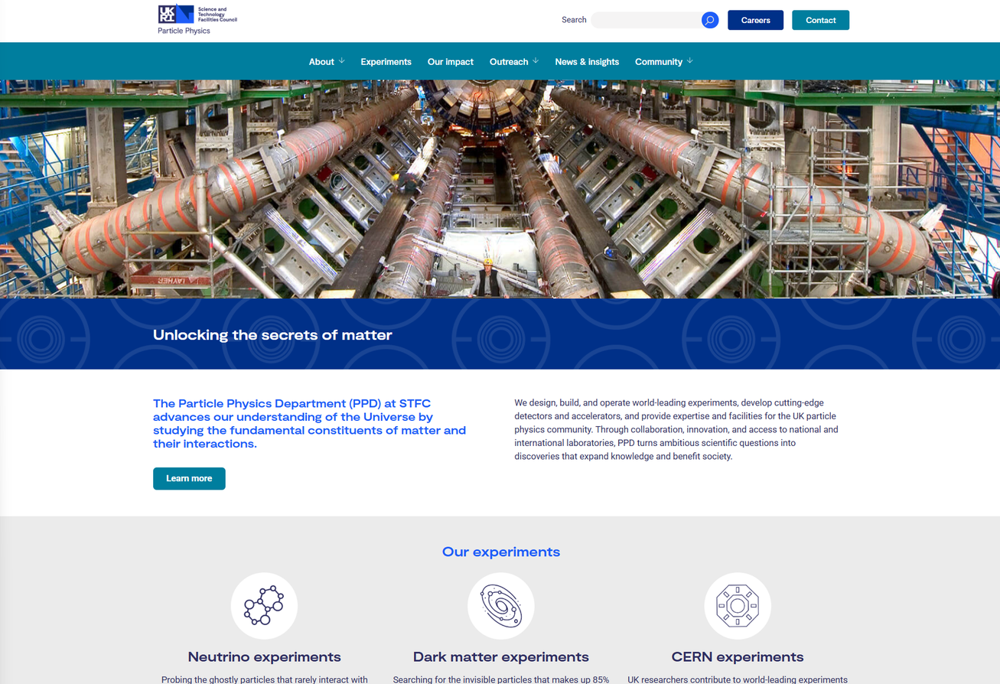 UK
RI
Science and
Technology
Facilities Council
Particle Physics
Search
Careers
Contact
About
Experiments
Our impact
Outreach
News & insights
Community
LAYHER
Unlocking the secrets of matter
The Particle Physics Department (PPD) at STFC
advances our understanding of the Universe by
studying the fundamental constituents of matter and
their interactions.
Learn more
We design, build, and operate world-leading experiments, develop cutting-edge
detectors and accelerators, and provide expertise and facilities for the UK particle
physics community. Through collaboration, innovation, and access to national and
international laboratories, PPD turns ambitious scientific questions into
discoveries that expand knowledge and benefit society.
Our experiments
Neutrino experiments
Dark matter experiments
CERN experiments
Probing the ghostly particles that rarely interact with
Searching for the invisible particles that makes up 85%
UK researchers contribute to world-leading experiments